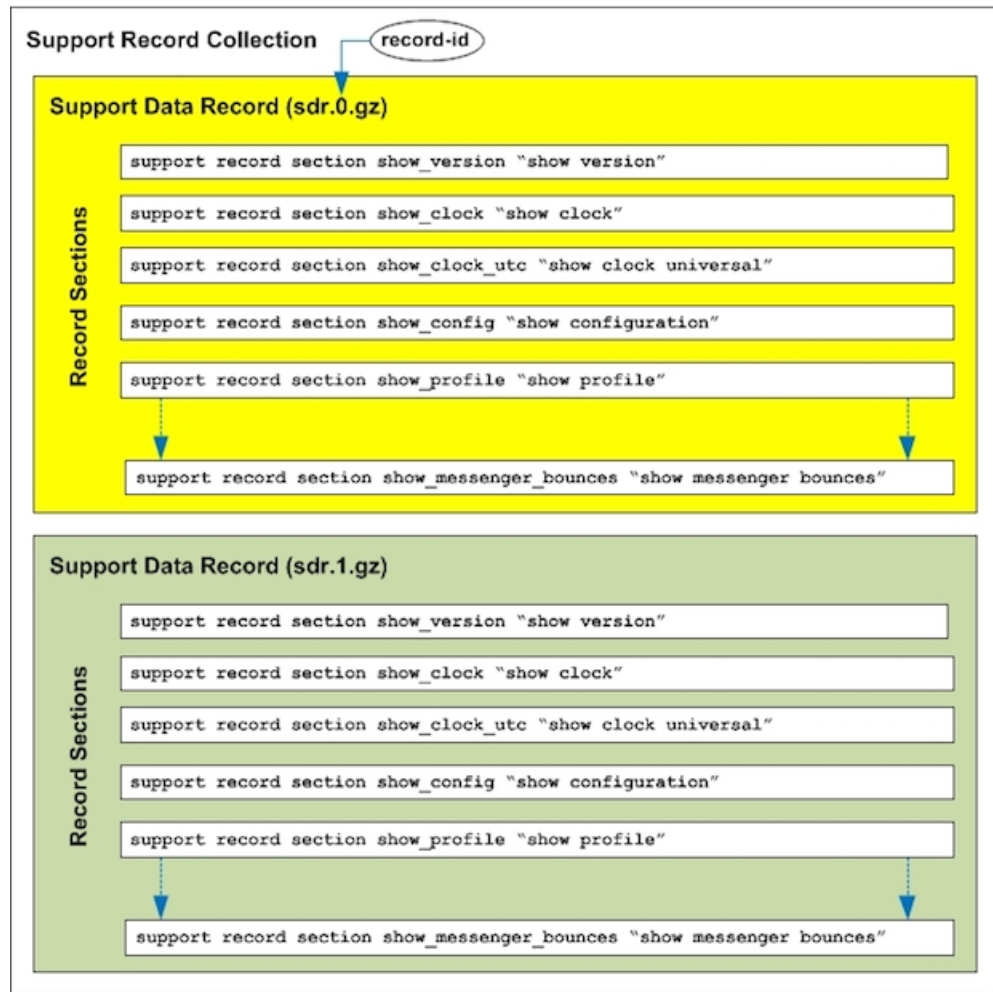 Support Record Collection
record-id
Support Data Record (sdr.0.gz)
Record Sections
support record section show_version “show version”
support record section show_clock “show clock”
support record section show_clock_utc “show clock universal”
support record section show_config “show configuration”
support record section show_profile “show profile”
support record section show_messenger_bounces “show messenger bounces”
Support Data Record (sdr.1.gz)
Record Sections
support record section show_version “show version”
support record section show_clock “show clock”
support record section show_clock_utc “show clock universal”
support record section show_config “show configuration”
support record section show_profile “show profile”
support record section show_messenger_bounces “show messenger bounces”